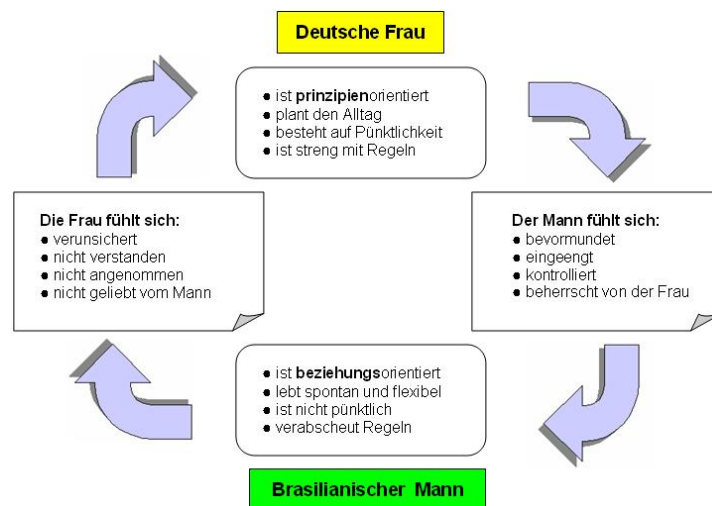 Deutsche Frau
● ist prinzipienorientiert
● plant den Alltag
● besteht auf Pünktlichkeit
● ist streng mit Regeln
Die Frau fühlt sich:
● verunsichert
● nicht verstanden
● nicht angenommen
● nicht geliebt vom Mann
Der Mann fühlt sich:
● bevormundet
● eingeengt
● kontrolliert
● beherrscht von der Frau
● ist beziehungsorientiert
● lebt spontan und flexibel
● ist nicht pünktlich
● verabscheut Regeln
Brasilianischer Mann